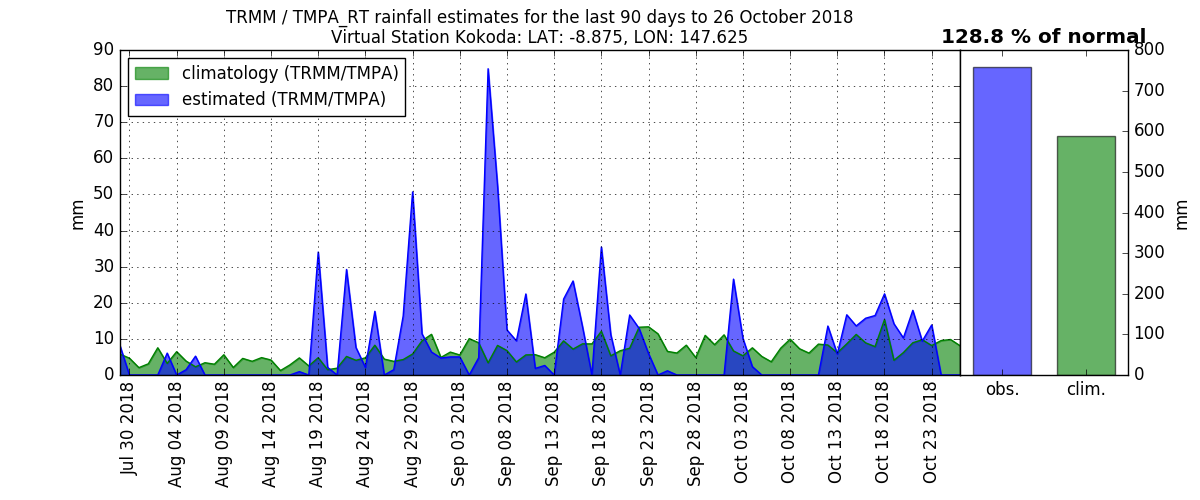 TRMM / TMPA_RT rainfall estimates for the last 90 days to 26 October 2018
Virtual Station Kokoda: LAT: -8.875, LON: 147.625
128.8 % of normal
climatology (TRMM/TMPA)
estimated (TRMM/TMPA)
90
80
70
60
50
40
30
20
10
0
mm
Jul 30 2018
Aug 04 2018
Aug 09 2018
Aug 14 2018
Aug 19 2018
Aug 24 2018
Aug 29 2018
Sep 03 2018
Sep 08 2018
Sep 13 2018
Sep 18 2018
Sep 23 2018
Sep 28 2018
Oct 03 2018
Oct 08 2018
Oct 13 2018
Oct 18 2018
Oct 23 2018
obs.
clim.
800
700
600
500
400
300
200
100
0
mm